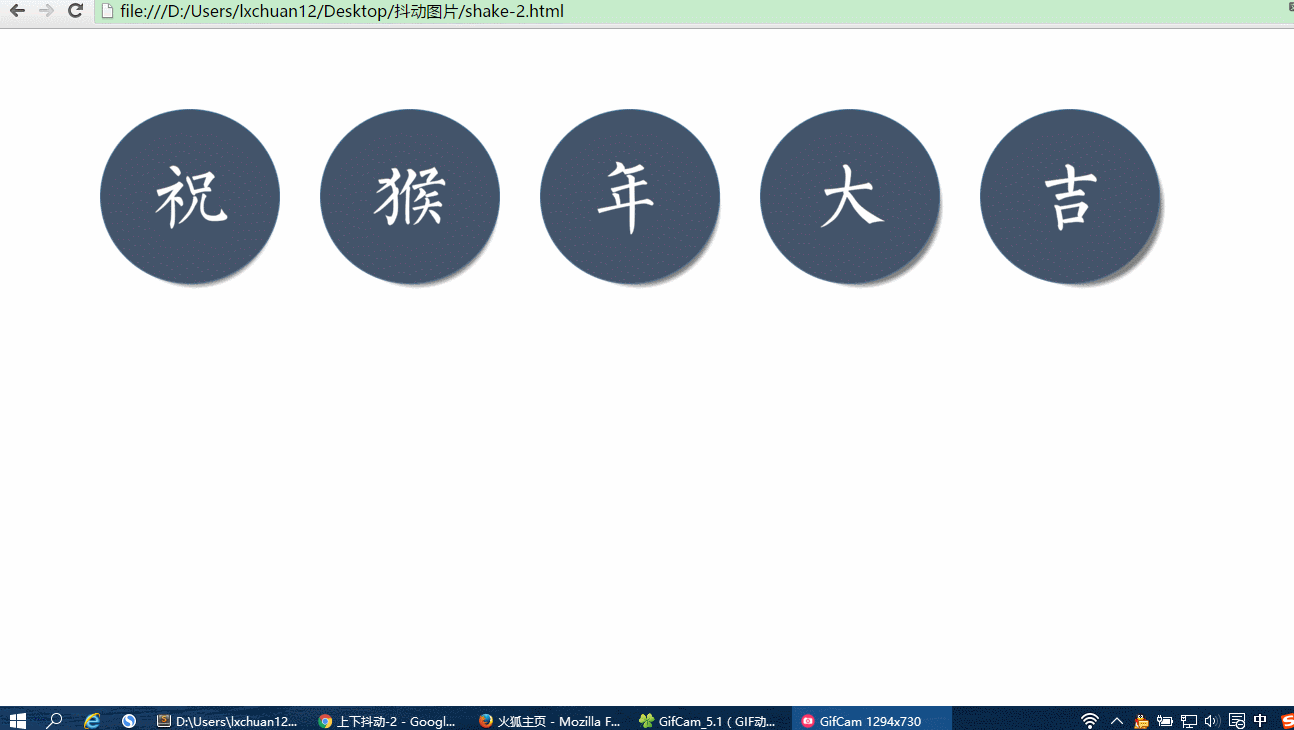 file:///D:/Users/lxchuan12/Desktop/抖动图片/shake-2.html
祝 猴 年 大 吉
D:\Users\lxchuan12... 上下抖动-2 - Googl... 火狐主页 - Mozilla F... GifCam_5.1 ( GIF动... GifCam 1294x730 中